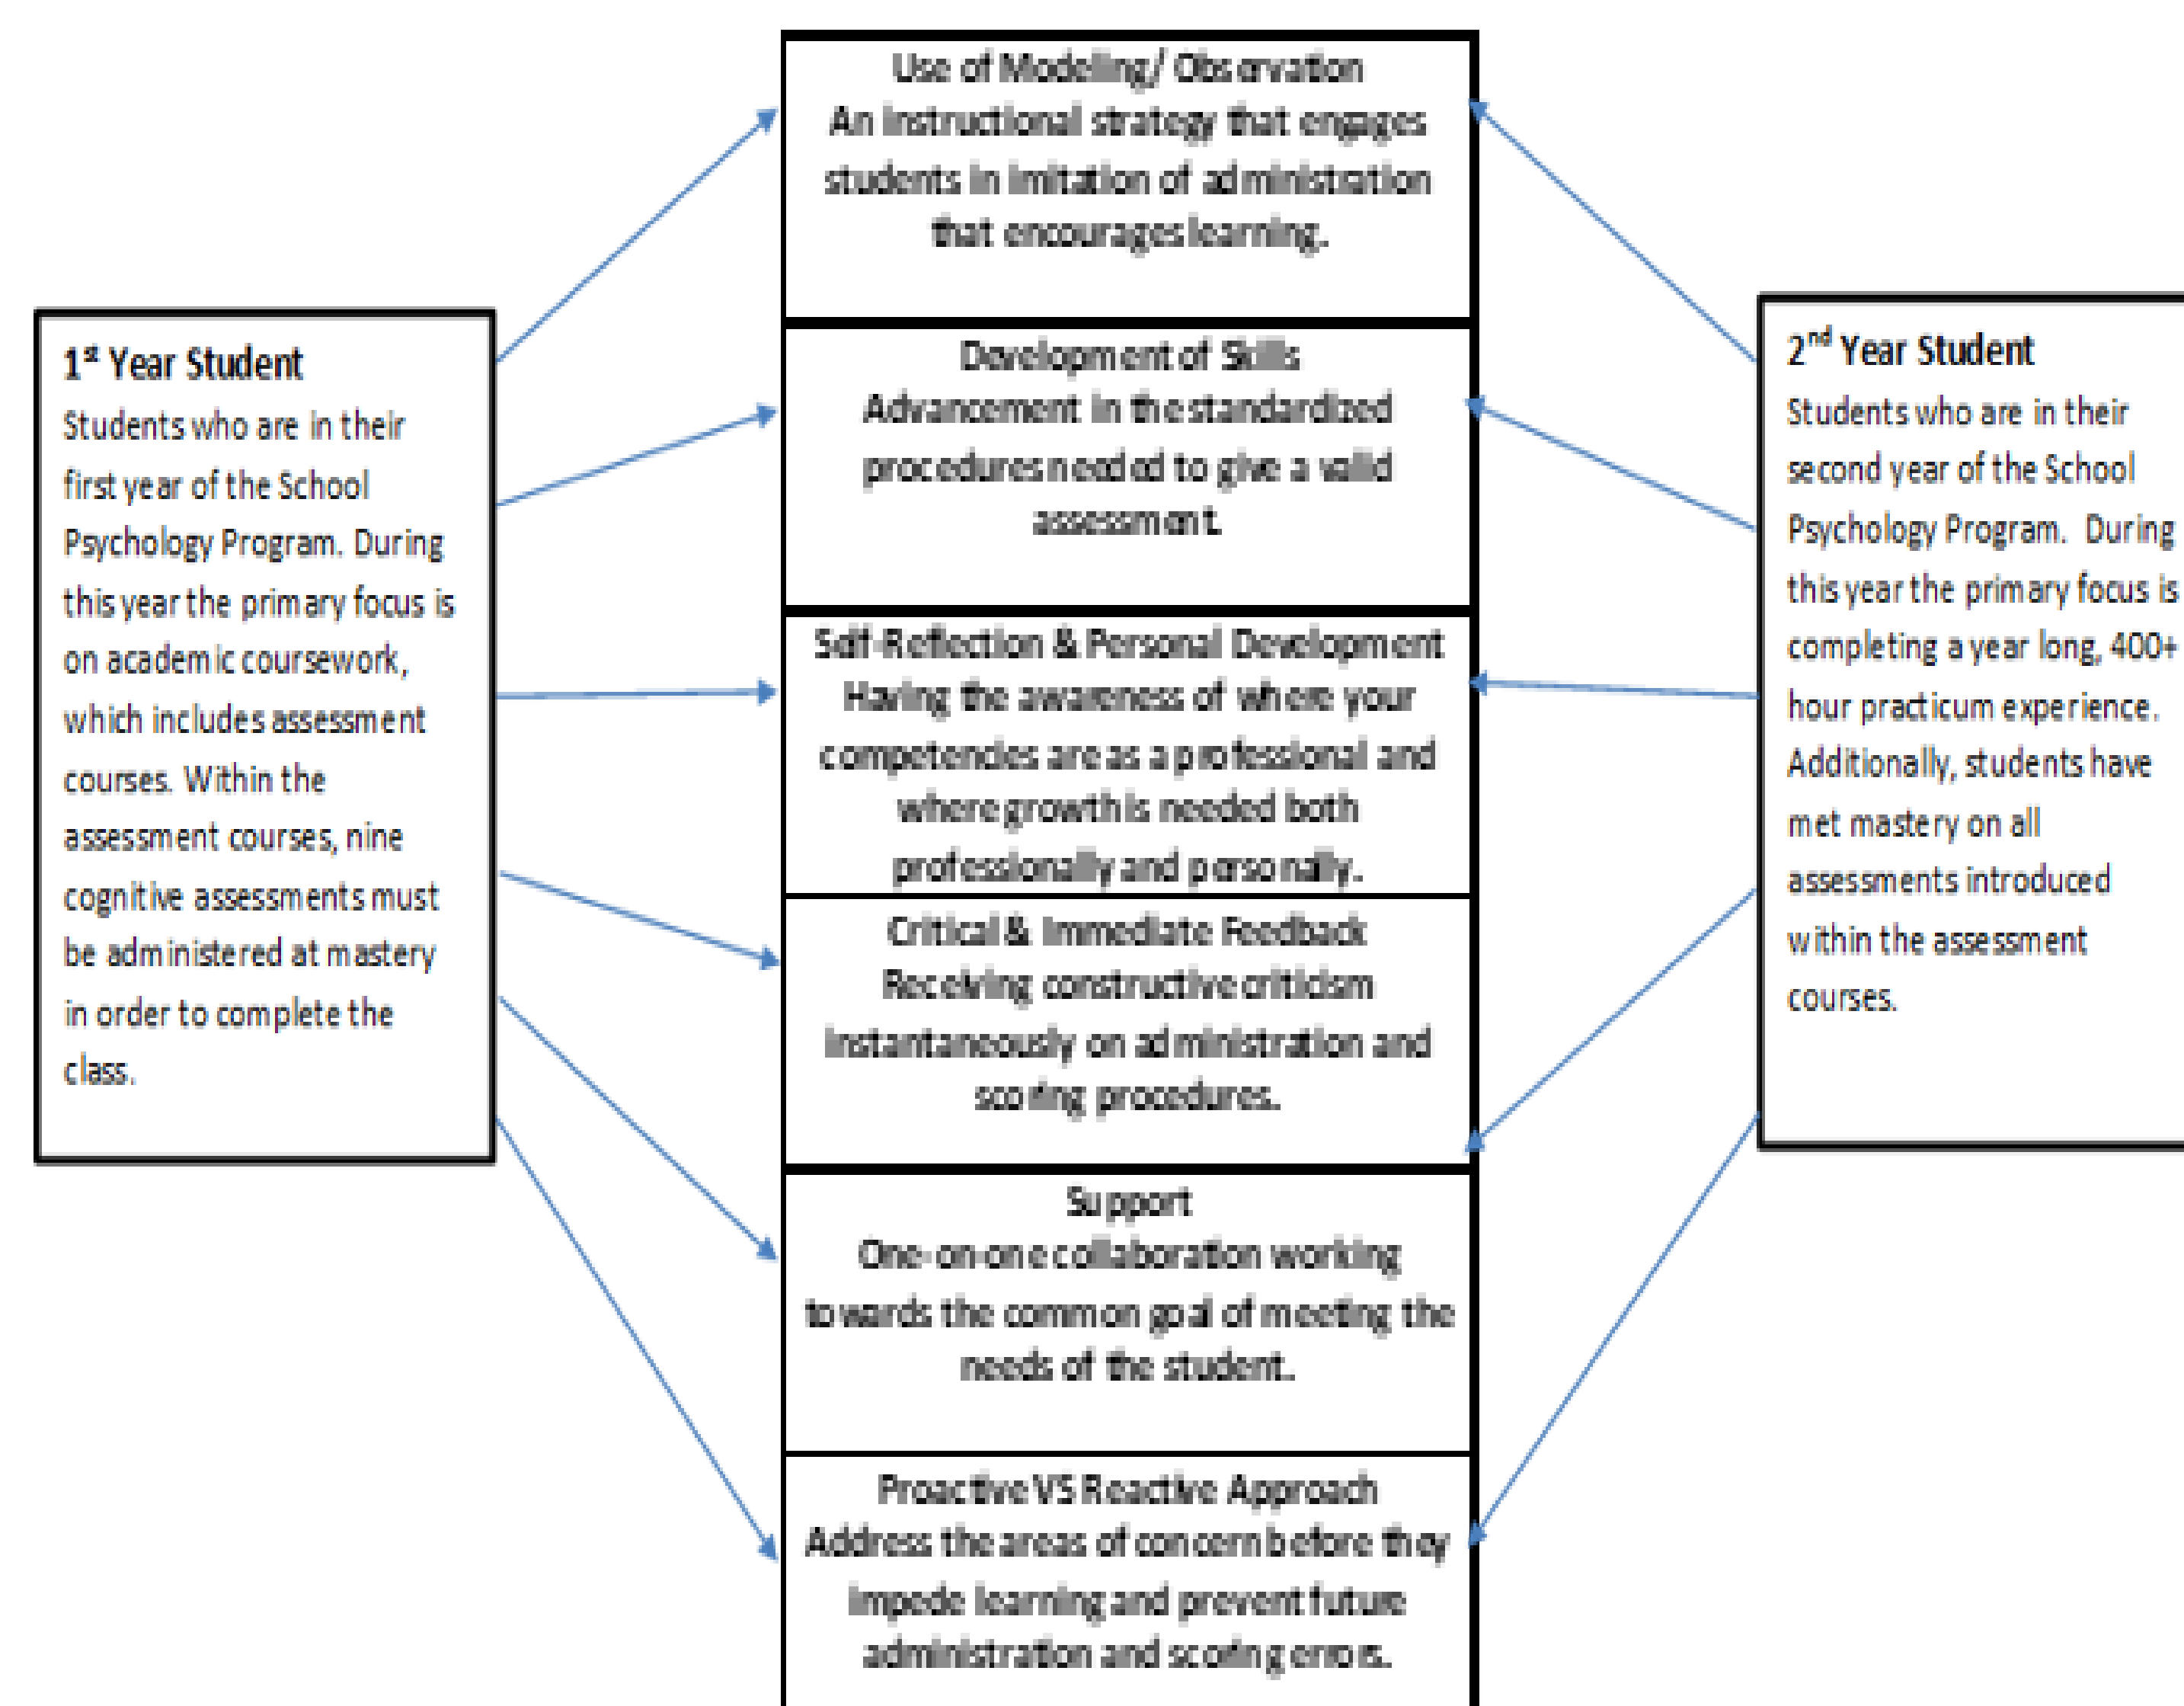 Use of Modeling/ Observation
An instructional strategy that engages
students in imitation of administration
that encourages learning.
Development of Skills
Advancement in the standardized
procedures needed to give a valid
assessment.
Self-Reflection & Personal Development
Having the awareness of where your
competencies are as a professional and
where growth is needed both
professionally and personally.
Critical & Immediate Feedback
Receiving constructive criticism
instantaneously on administration and
scoring procedures.
Support
One-on-one collaboration working
towards the common goal of meeting the
needs of the student.
Proactive VS Reactive Approach
Address the areas of concern before they
impede learning and prevent future
administration and scoring errors.
1st Year Student
Students who are in their
first year of the School
Psychology Program. During
this year the primary focus is
on academic coursework,
which includes assessment
courses. Within the
assessment courses, nine
cognitive assessments must
be administered at mastery
in order to complete the
class.
2nd Year Student
Students who are in their
second year of the School
Psychology Program. During
this year the primary focus is
completing a year long, 400+
hour practicum experience.
Additionally, students have
met mastery on all
assessments introduced
within the assessment
courses.